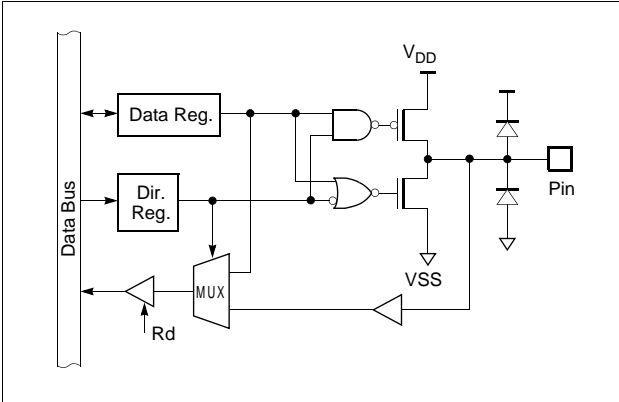 VDD
Data Reg.
Data Bus
Dir.
Reg.
Pin
MUX
VSS
Rd